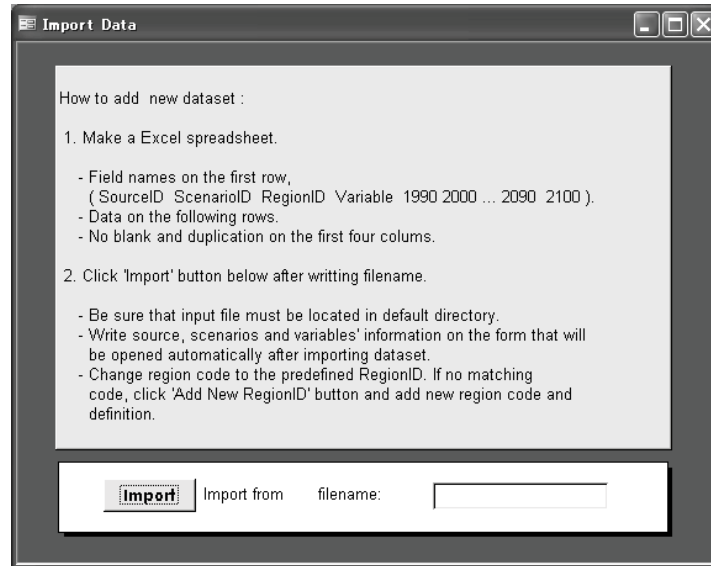 Import Data
How to add new dataset :
1. Make a Excel spreadsheet.
- Field names on the first row,
( SourceID ScenarioID RegionID Variable 1990 2000 ... 2090 2100 ).
- Data on the following rows.
- No blank and duplication on the first four colums.
2. Click 'Import' button below after writting filename.
- Be sure that input file must be located in default directory.
- Write source, scenarios and variables' information on the form that will
be opened automatically after importing dataset.
- Change region code to the predefined RegionID. If no matching
code, click 'Add New RegionID' button and add new region code and
definition.
Import Import from filename: